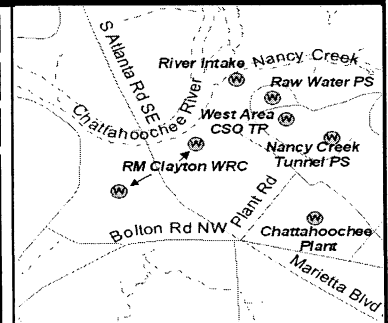 S Atlanta Rd SE
River Intake
Nancy Creek
W
Raw Water PS
W
Chattahoochee River
West Area
CSO TP
W
W
W
Nancy Creek
Tunnel PS
RM Clayton WRC
W
Plant Rd
W
Bolton Rd NW
Chattahoochee
Plant
Marietta Blvd